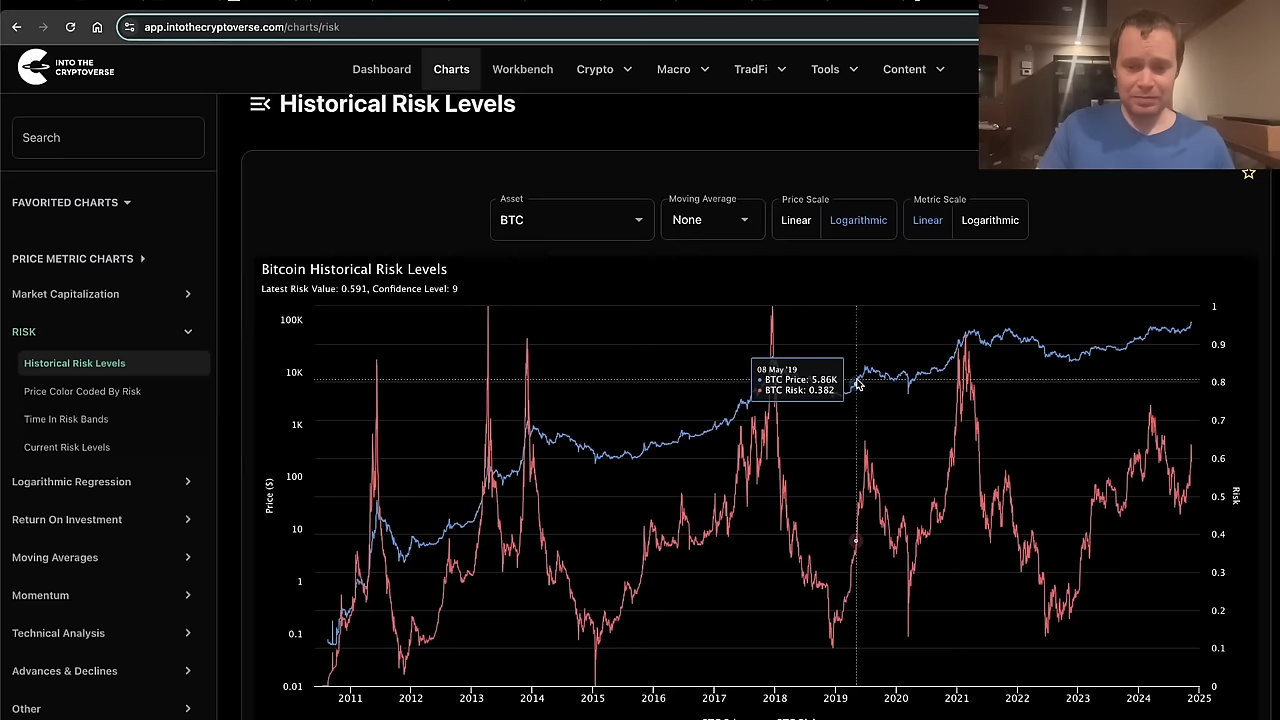 app.intothecryptoverse.com/charts/risk
INTO THE
CRYPTOVERSE
Dashboard
Charts
Workbench
Crypto
Macro
TradFi
Tools
Content
Historical Risk Levels
Search
FAVORITED CHARTS
PRICE METRIC CHARTS
Market Capitalization
RISK
Historical Risk Levels
Price Color Coded By Risk
Time In Risk Bands
Current Risk Levels
Logarithmic Regression
Return On Investment
Moving Averages
Momentum
Technical Analysis
Advances & Declines
Other
Asset
BTC
Moving Average
None
Price Scale
Linear
Logarithmic
Metric Scale
Linear
Logarithmic
Bitcoin Historical Risk Levels
Latest Risk Value: 0.591, Confidence Level: 9
100K
10K
1K
100
10
1
0.1
0.01
Price ($)
08 May '19
BTC Price: 5.86K
BTC Risk: 0.382
1
0.9
0.8
0.7
0.6
0.5
0.4
0.3
0.2
0.1
0
Risk
2011 2012 2013 2014 2015 2016 2017 2018 2019 2020 2021 2022 2023 2024 2025